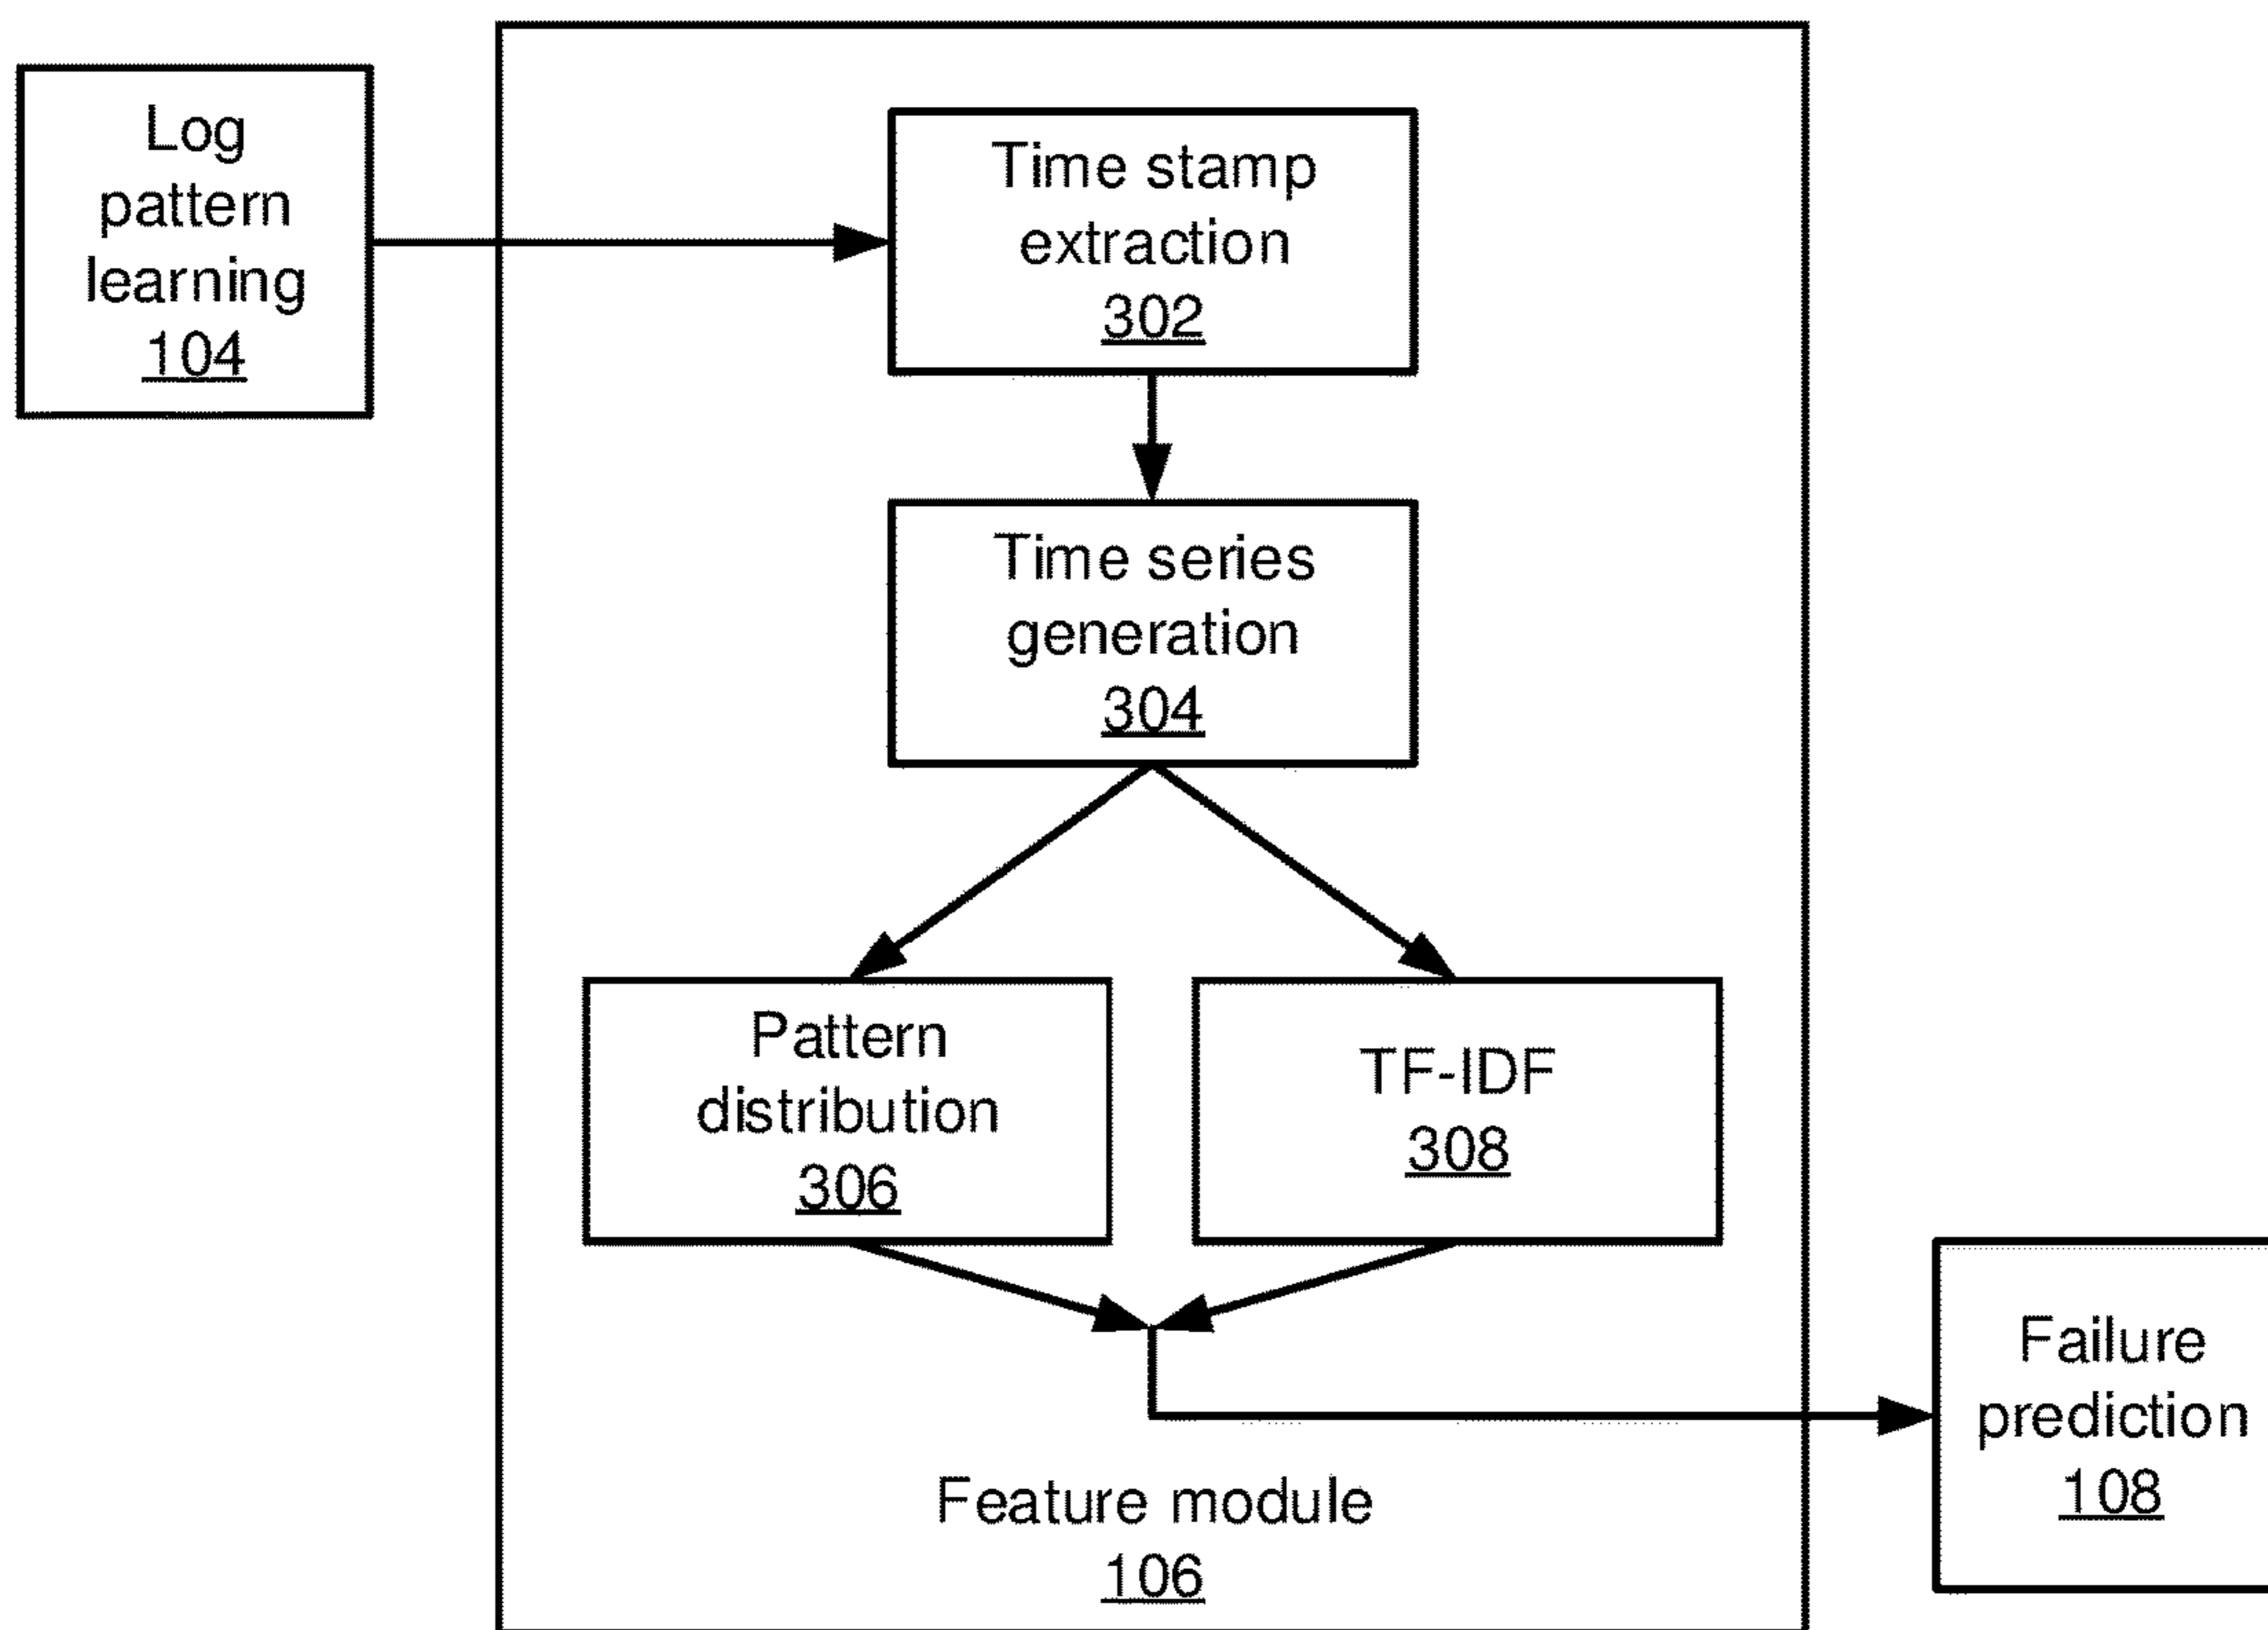 Log
pattern
learning
104
Time stamp
extraction
302
Time series
generation
304
Pattern
distribution
306
TF-IDF
308
Failure
prediction
108
Feature module
106